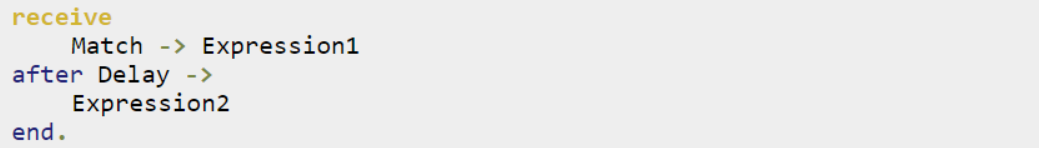 receive
    Match -> Expression1
after Delay ->
    Expression2
end.